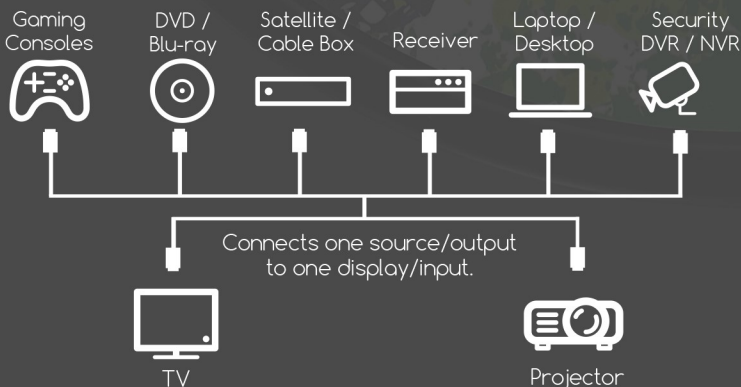 Gaming
Consoles
DVD /
Blu-ray
Satellite /
Cable Box
Receiver
Laptop /
Desktop
Security
DVR / NVR
Connects one source/output
to one display/input.
TV
Projector